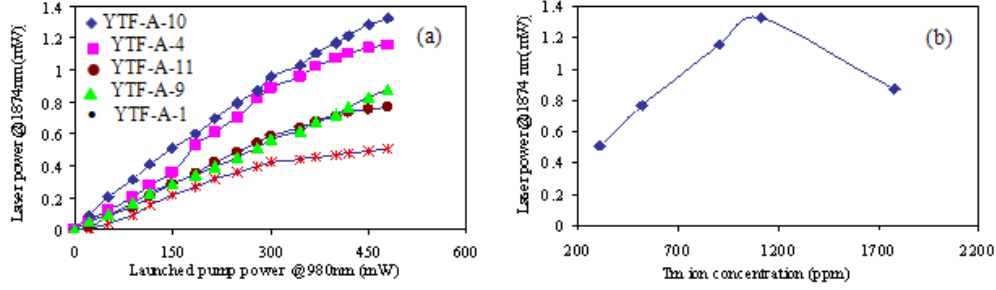 1.4
1.2
1
0.8
0.6
0.4
0.2
0
Laser power@1874nm(mW)
YTF-A-10
YTF-A-4
YTF-A-11
YTF-A-9
YTF-A-1
(a)
0 150 300 450 600
Launched pump power @980nm (mW)
1.4
1.2
1
0.8
0.6
0.4
0.2
0
Laser power@1874 nm(mW)
(b)
200 700 1200 1700 2200
Tm ion concentration (ppm)